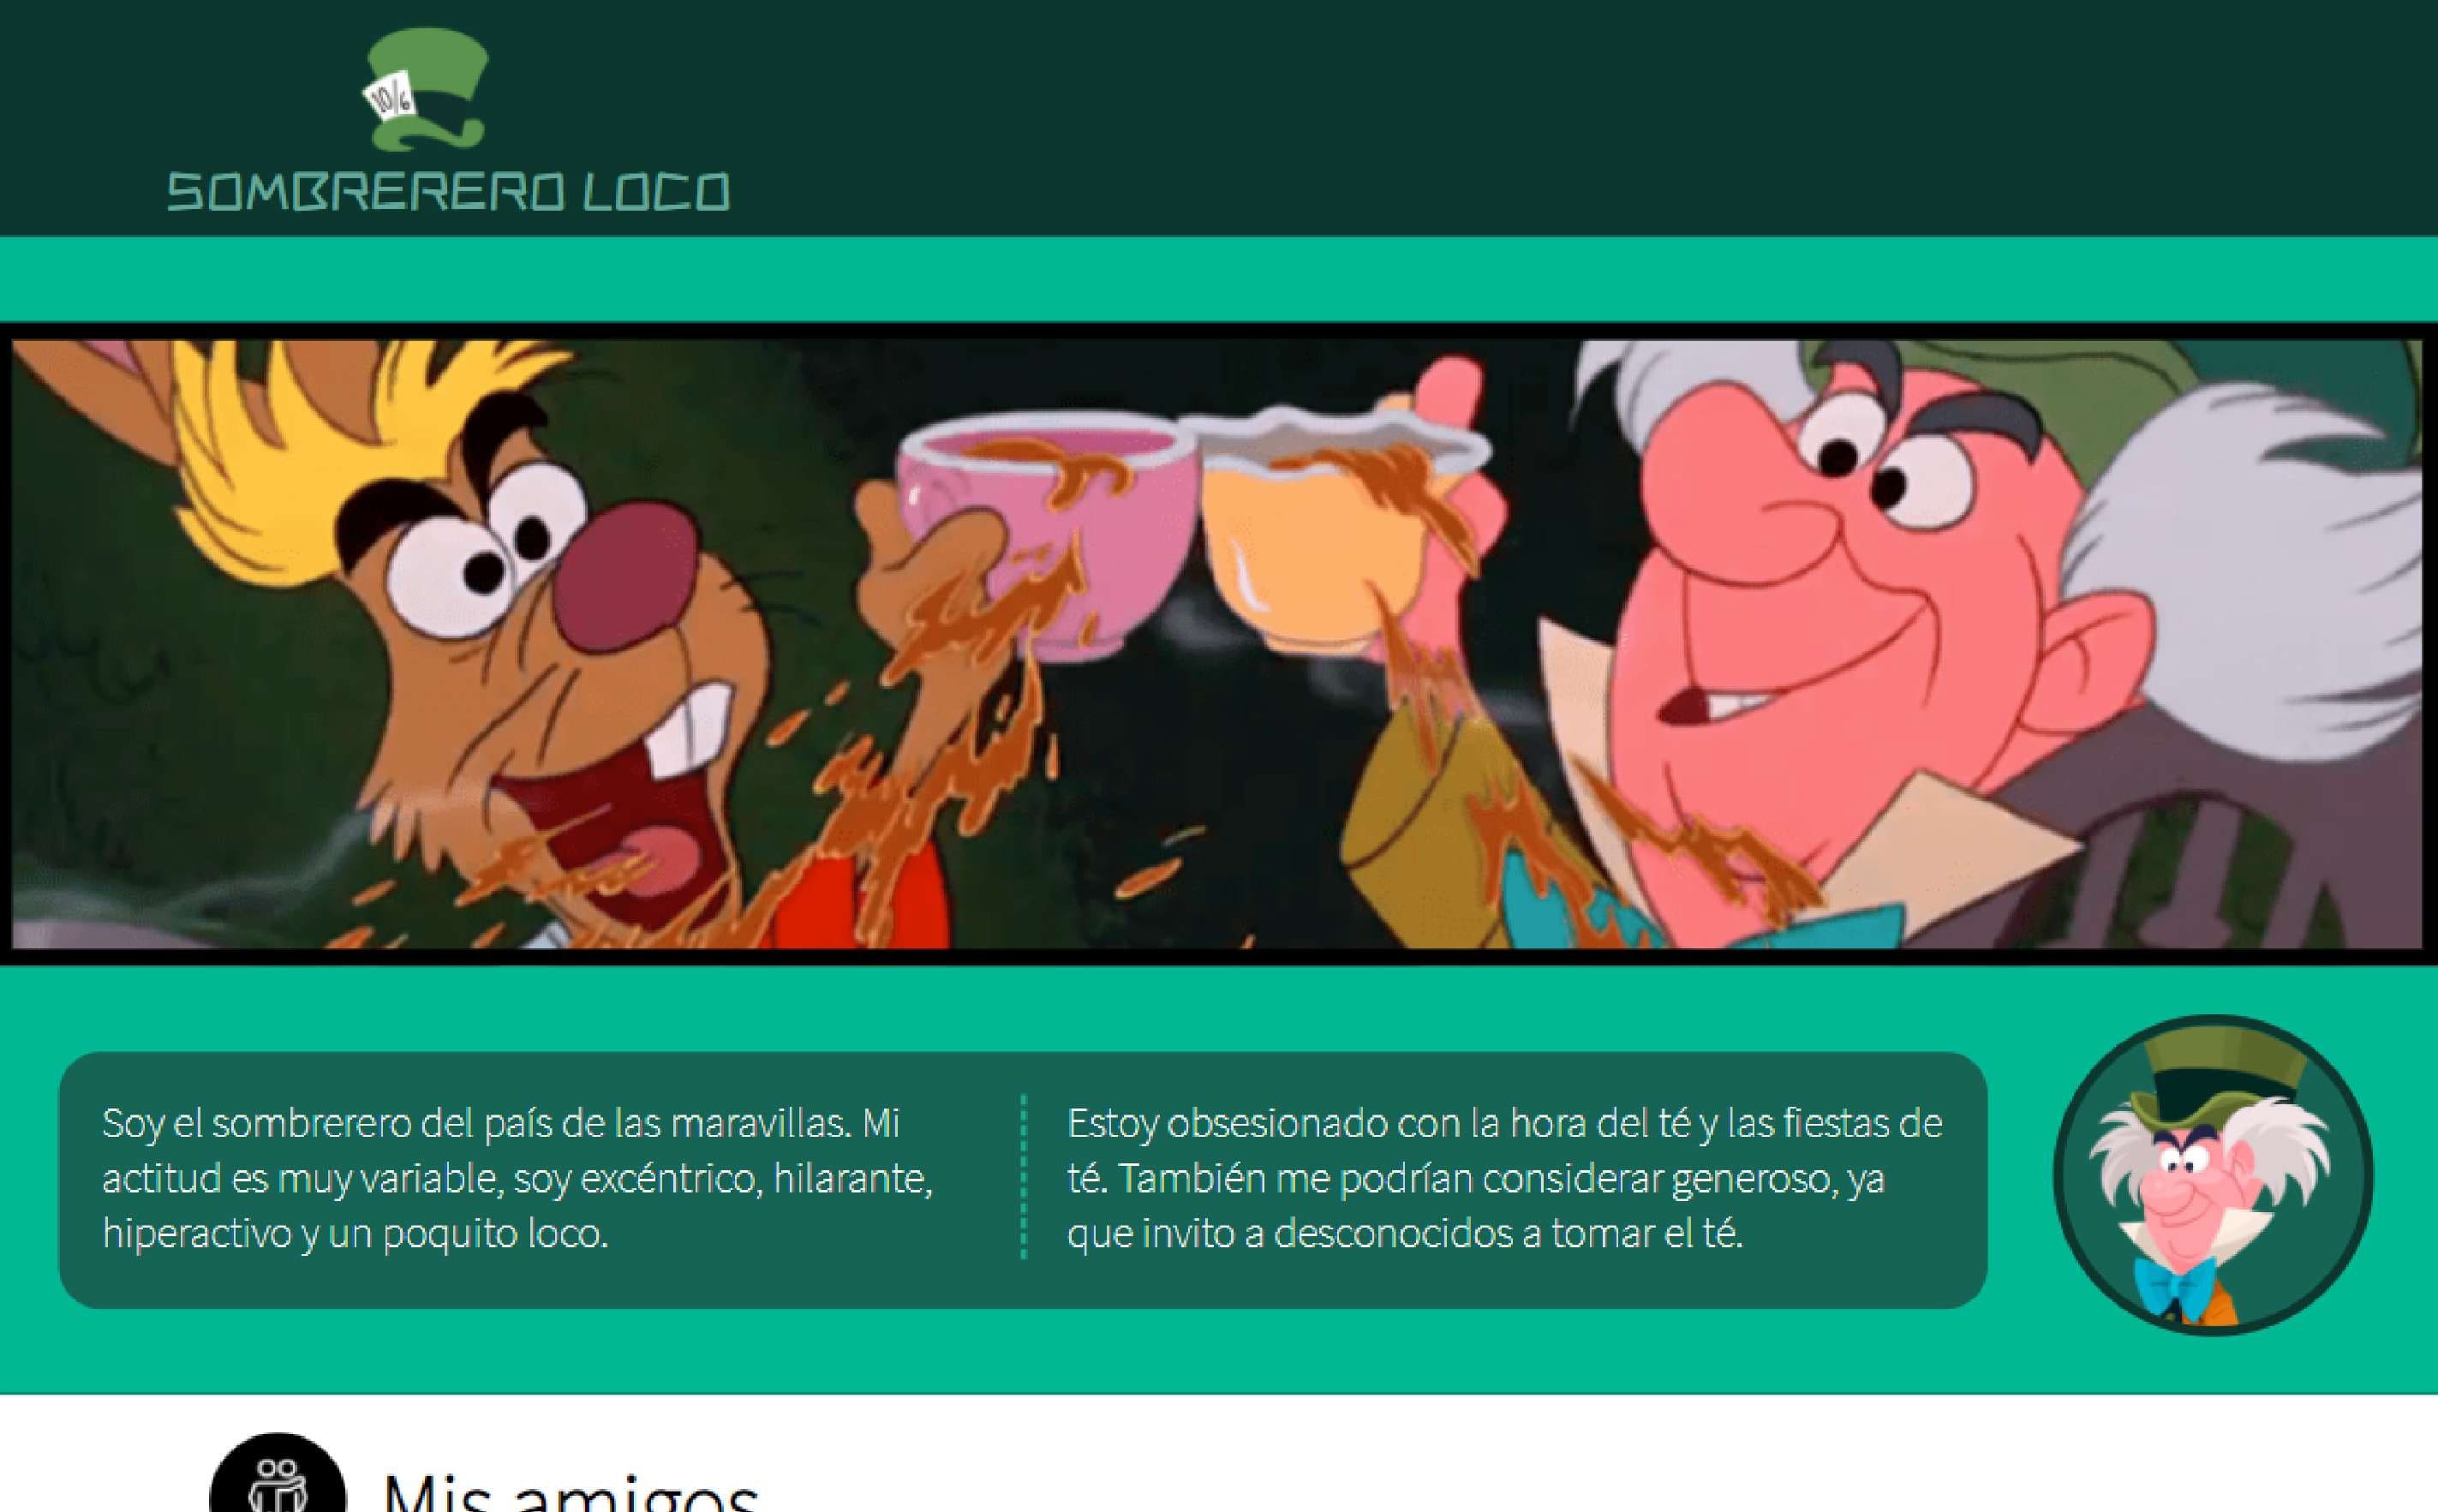 10/6
SOMBRERERO LOCO
Soy el sombrerero del país de las maravillas. Mi
actitud es muy variable, soy excéntrico, hilarante,
hiperactivo y un poquito loco.
Estoy obsesionado con la hora del té y las fiestas de
té. También me podrían considerar generoso, ya
que invito a desconocidos a tomar el té.
Mis amigos